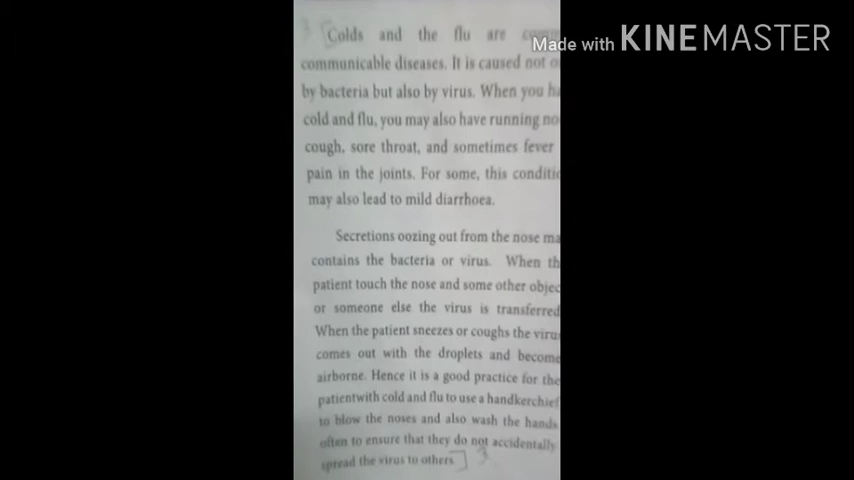 Made with KINEMASTER
3 [Colds and the flu are
communicable diseases. It is caused not
by bacteria but also by virus. When you
cold and flu, you may also have running
cough, sore throat, and sometimes fever
pain in the joints. For some, this
may also lead to mild diarrhoea.
Secretions oozing out from the nose
contains the bacteria or virus. When
patient touch the nose and some other
or someone else the virus is transferred
When the patient sneezes or coughs the
comes out with the droplets and become
airborne. Hence it is a good practice for the
patientwith cold and flu to use a handkerchief
to blow the noses and also wash the hands
often to ensure that they do not accidentally
spread the virus to others ] 3